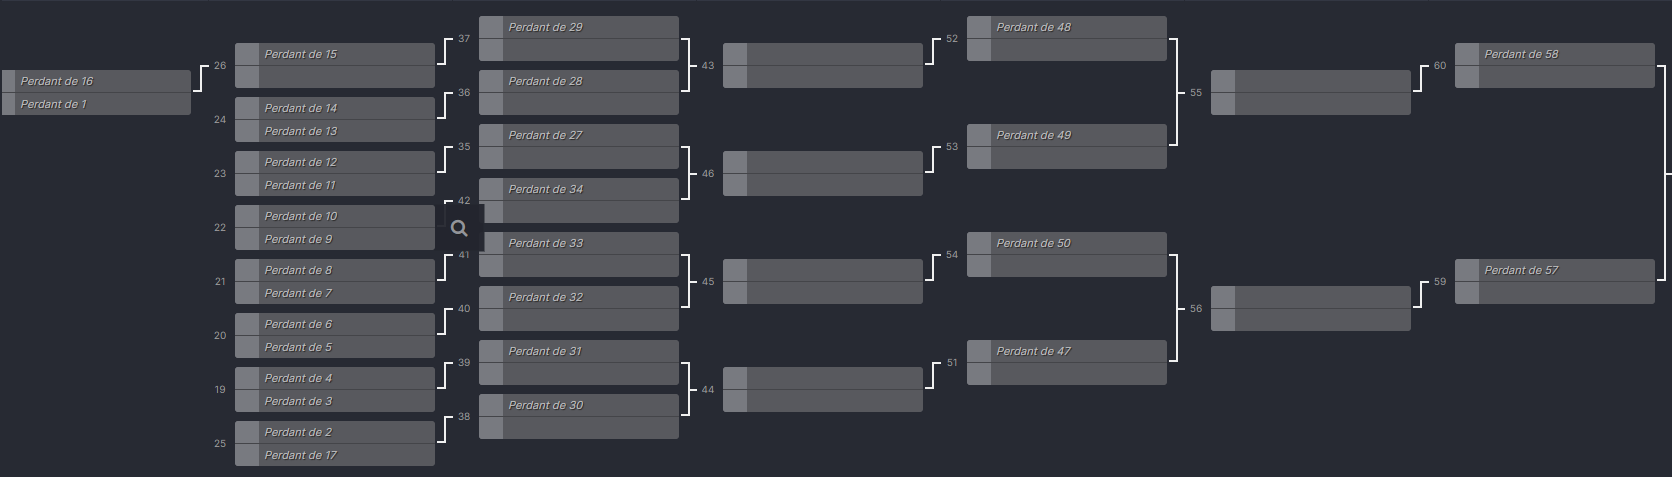 Perdant de 16
Perdant de 1
26
Perdant de 15
24
Perdant de 14
Perdant de 13
23
Perdant de 12
Perdant de 11
22
Perdant de 10
Perdant de 9
21
Perdant de 8
Perdant de 7
20
Perdant de 6
Perdant de 5
19
Perdant de 4
Perdant de 3
25
Perdant de 2
Perdant de 17
37
Perdant de 29
36
Perdant de 28
35
Perdant de 27
42
Perdant de 34
41
Perdant de 33
40
Perdant de 32
39
Perdant de 31
38
Perdant de 30
43
46
45
44
52
Perdant de 48
53
Perdant de 49
54
Perdant de 50
51
Perdant de 47
55
56
60
Perdant de 58
59
Perdant de 57